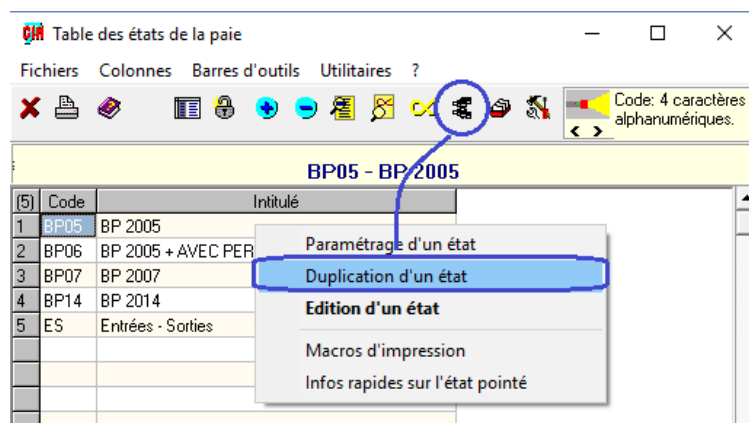 Table des états de la paie
Fichiers Colonnes Barres d'outils Utilitaires ?
Code: 4 caractères
alphanumériques.
BP05 - BP 2005
(5) Code Intitulé
1 BP05 BP 2005
2 BP06 BP 2005 + AVEC PER
3 BP07 BP 2007
4 BP14 BP 2014
5 ES Entrées - Sorties
Paramétrage d'un état
Duplication d'un état
Edition d'un état
Macros d'impression
Infos rapides sur l'état pointé